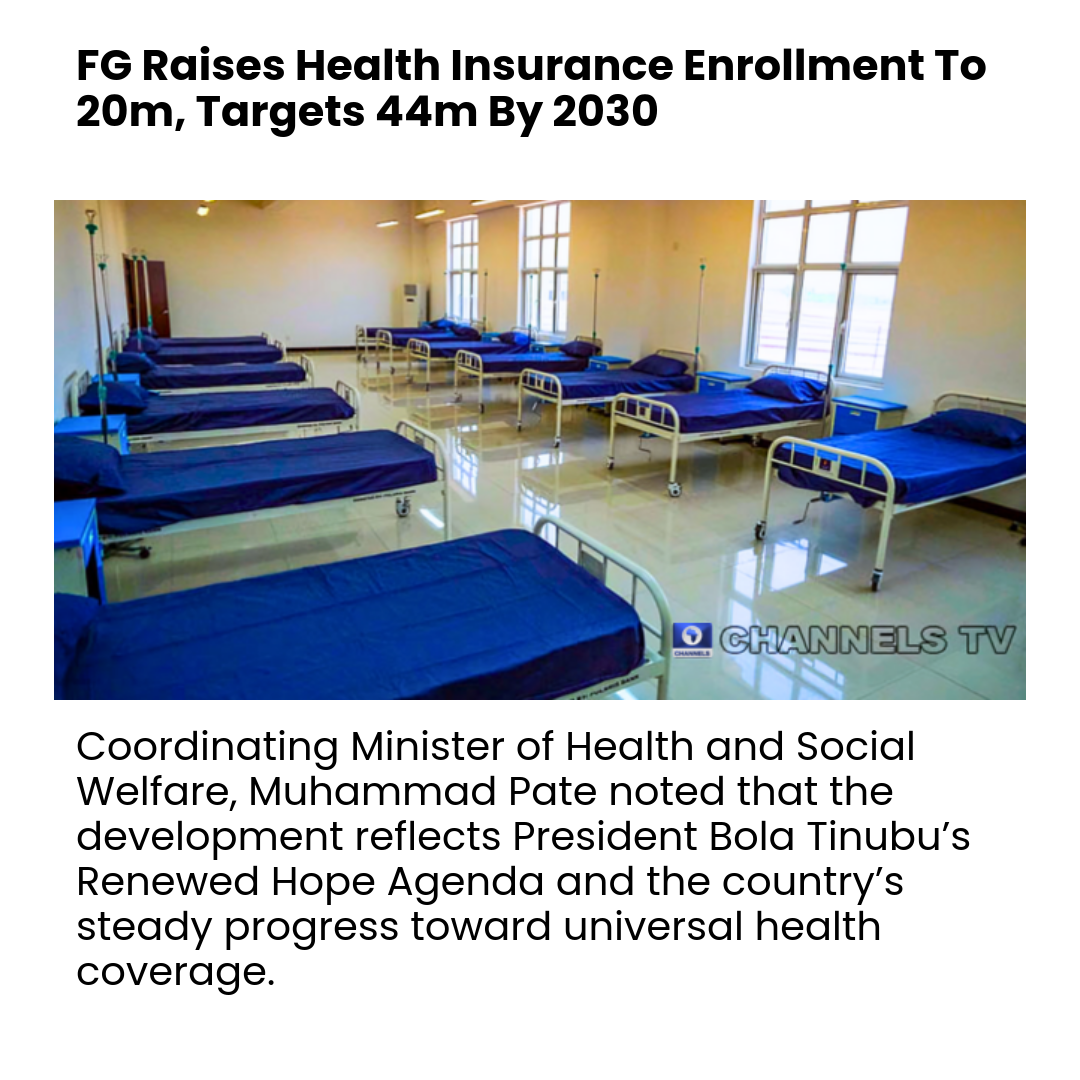 FG Raises Health Insurance Enrollment To
20m, Targets 44m By 2030
CHANNELS TV
CHANNELS
Coordinating Minister of Health and Social
Welfare, Muhammad Pate noted that the
development reflects President Bola Tinubu’s
Renewed Hope Agenda and the country’s
steady progress toward universal health
coverage.